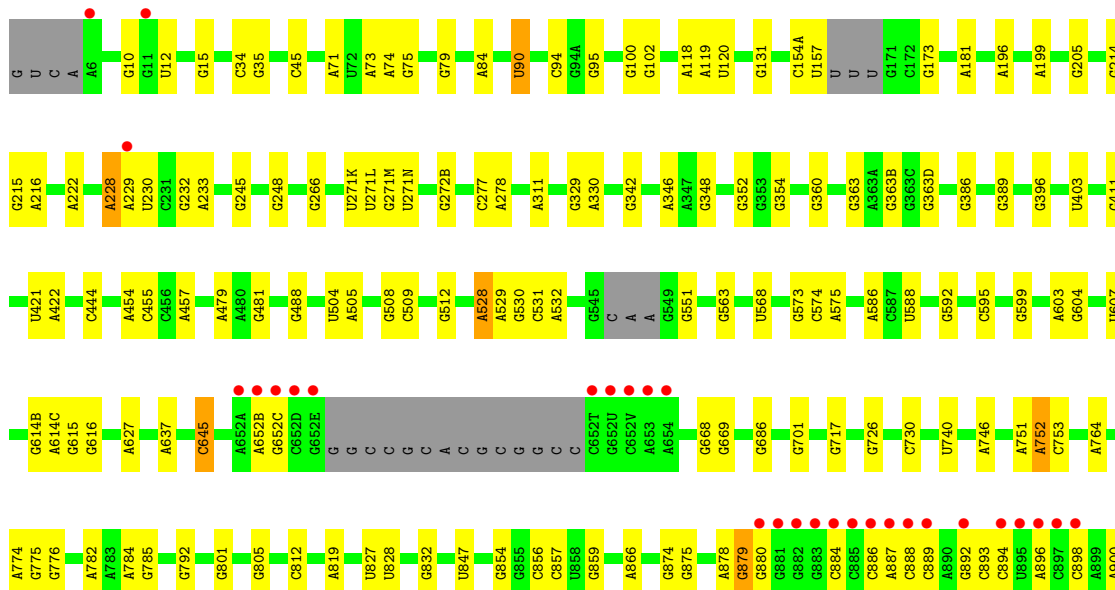 G U C A A6 G10 G11 U12 G15 C34 G35 C45 A71 U72 A73 A74 G75 G79 A84 U90 C94 G94A G95 G100 G102 A118 A119 U120 G131 C154A U157 U U U G171 C172 G173 A181 A196 A199 G205
G215 A216 A222 A228 A229 U230 C231 G232 A233 G245 G248 G266 U271K U271L G271M U271N G272B C277 A278 A311 G329 A330 G342 A346 A347 G348 G352 G353 G354 G360 G363 A363A G363B G363C G363D G386 G389 G396 U403
U421 A422 C444 A454 C455 C456 A457 A479 A480 G481 G488 U504 A505 G508 C509 G512 A528 A529 G530 C531 A532 G545 C A A G549 G551 G563 U568 G573 C574 A575 A586 C587 U588 G592 C595 G599 A603 G604
G614B A614C G615 G616 A627 A637 C645 A652A A652B G652C C652D G652E G G C C G C A C G C G G C C C652T G652U C652V A653 A654 G668 G669 G686 G701 G717 G726 C730 U740 A746 A751 A752 C753 A764
A774 G775 G776 A782 A783 A784 G785 G792 G801 G805 C812 A819 U827 U828 G832 U847 G854 G855 C856 C857 U858 G859 A866 G874 G875 A878 G879 G880 G881 G882 G883 C884 C885 C886 A887 C888 C889 A890 G892 C893 C894 U895 A896 C897 C898 A899 A900